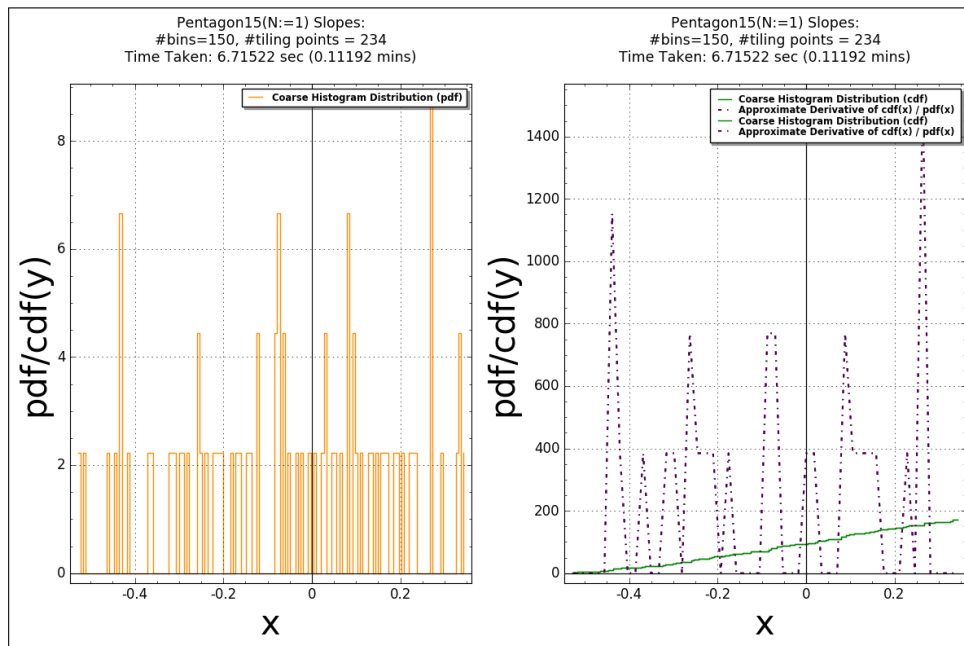 Pentagon15(N:=1) Slopes:
#bins=150, #tiling points = 234
Time Taken: 6.71522 sec (0.11192 mins)
Coarse Histogram Distribution (pdf)
8
6
4
2
0
-0.4
-0.2
0
0.2
pdf/cdf(y)
x
Pentagon15(N:=1) Slopes:
#bins=150, #tiling points = 234
Time Taken: 6.71522 sec (0.11192 mins)
Coarse Histogram Distribution (cdf)
Approximate Derivative of cdf(x) / pdf(x)
Coarse Histogram Distribution (cdf)
Approximate Derivative of cdf(x) / pdf(x)
1400
1200
1000
800
600
400
200
0
-0.4
-0.2
0
0.2
pdf/cdf(y)
x